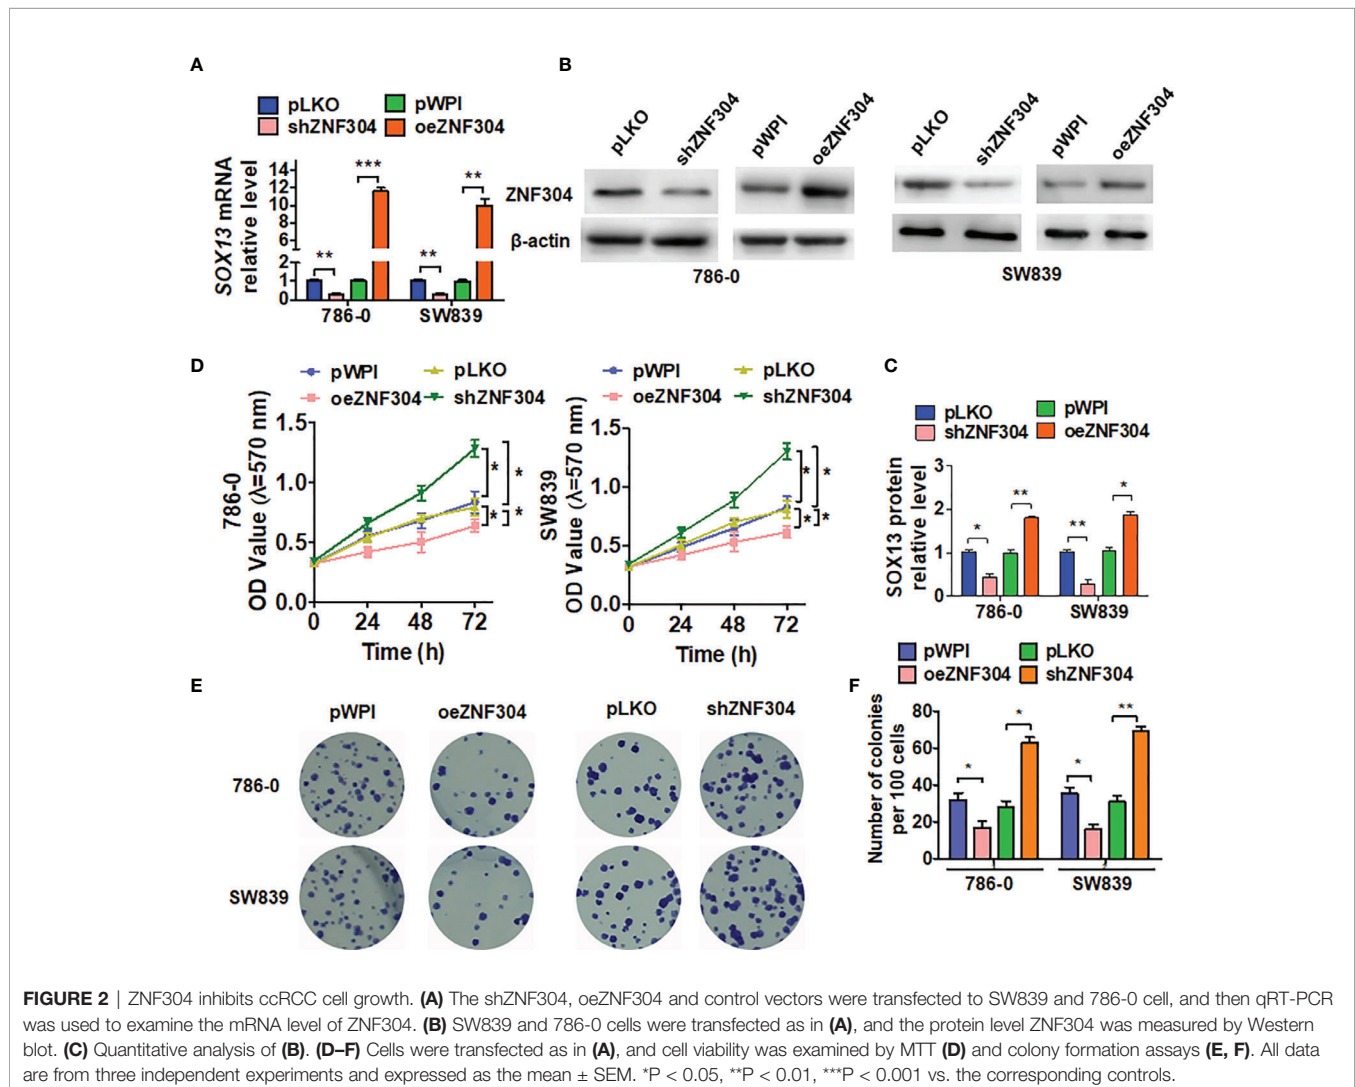 A
pLKO
pWPI
shZNF304
oeZNF304
SOX13 mRNA
relative level
14
12
10
8
6
2
1
0
***
**
**
**
786-0
SW839
B
pLKO
shZNF304
pWPI
oeZNF304
pLKO
shZNF304
pWPI
oeZNF304
ZNF304
β-actin
786-0
SW839
D
pWPI
pLKO
oeZNF304
shZNF304
786-0
OD Value (λ=570 nm)
1.5
1.0
0.5
0.0
0
24
48
72
Time (h)
*
*
*
*
pWPI
pLKO
oeZNF304
shZNF304
SW839
OD Value (λ=570 nm)
1.5
1.0
0.5
0.0
0
24
48
72
Time (h)
*
*
*
*
C
pLKO
pWPI
shZNF304
oeZNF304
SOX13 protein
relative level
3
2
1
0
*
**
**
*
786-0
SW839
E
pWPI
oeZNF304
pLKO
shZNF304
786-0
SW839
F
pWPI
pLKO
oeZNF304
shZNF304
Number of colonies
per 100 cells
80
60
40
20
0
*
*
*
**
786-0
SW839
FIGURE 2 | ZNF304 inhibits ccRCC cell growth. (A) The shZNF304, oeZNF304 and control vectors were transfected to SW839 and 786-0 cell, and then qRT-PCR
was used to examine the mRNA level of ZNF304. (B) SW839 and 786-0 cells were transfected as in (A), and the protein level ZNF304 was measured by Western
blot. (C) Quantitative analysis of (B). (D–F) Cells were transfected as in (A), and cell viability was examined by MTT (D) and colony formation assays (E, F). All data
are from three independent experiments and expressed as the mean ± SEM. *P < 0.05, **P < 0.01, ***P < 0.001 vs. the corresponding controls.